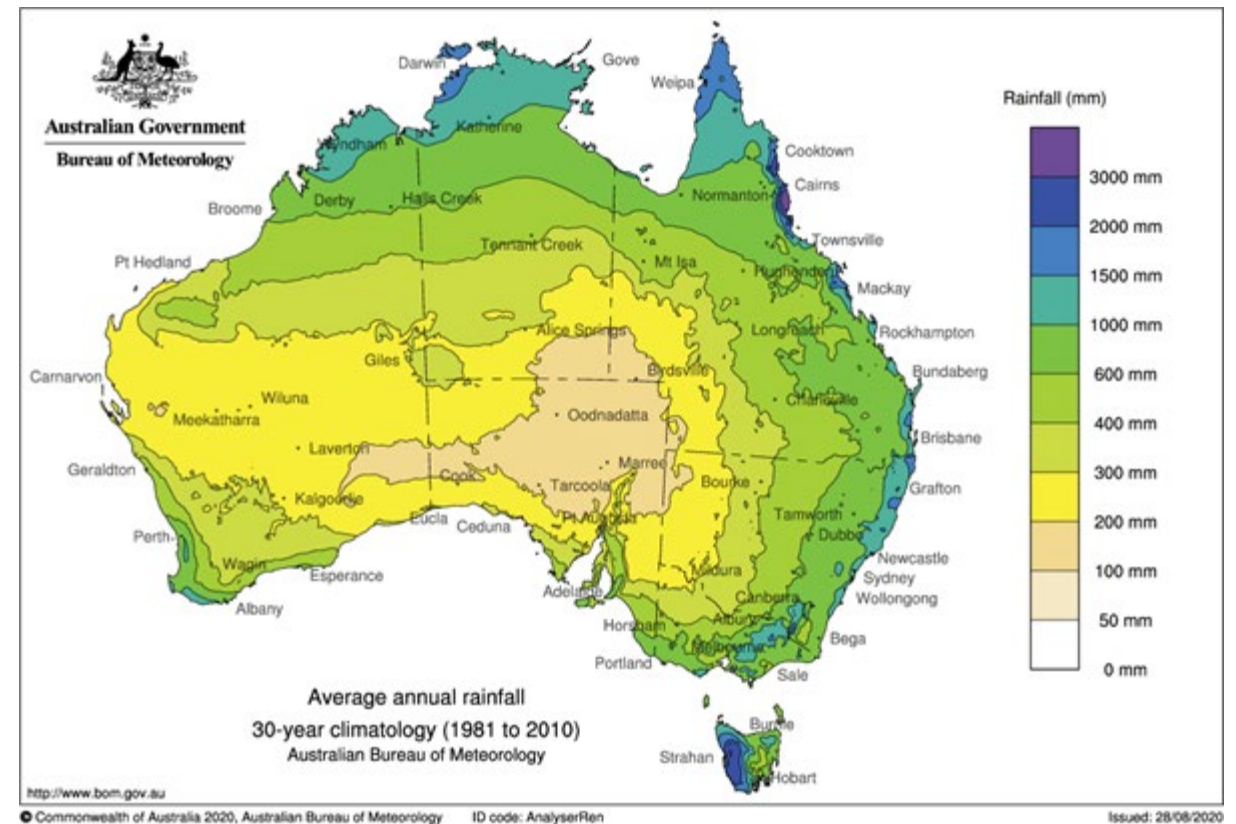 Australian Government
Bureau of Meteorology
Darwin
Gove
Weipa
Katherine
Wyndham
Cooktown
Cairns
Broome
Derby
Halls Creek
Normanton
Tennant Creek
Townsville
Pt Hedland
Mt Isa
Hughenden
Mackay
Alice Springs
Longreach
Rockhampton
Giles
Carnarvon
Birdsville
Bundaberg
Wiluna
Meekatharra
Oodnadatta
Charleville
Laverton
Brisbane
Geraldton
Marree
Cook
Tarcoola
Bourke
Grafton
Kalgoorlie
Eucla
Ceduna
Pt Augusta
Tamworth
Dubbo
Perth
Newcastle
Wagin
Esperance
Mildura
Sydney
Adelaide
Canberra
Wollongong
Albany
Horsham
Albury
Bega
Melbourne
Portland
Sale
Burnie
Strahan
Hobart
Rainfall (mm)
3000 mm
2000 mm
1500 mm
1000 mm
600 mm
400 mm
300 mm
200 mm
100 mm
50 mm
0 mm
Average annual rainfall
30-year climatology (1981 to 2010)
Australian Bureau of Meteorology
http://www.bom.gov.au
© Commonwealth of Australia 2020, Australian Bureau of Meteorology ID code: AnalyserRen Issued: 28/08/2020